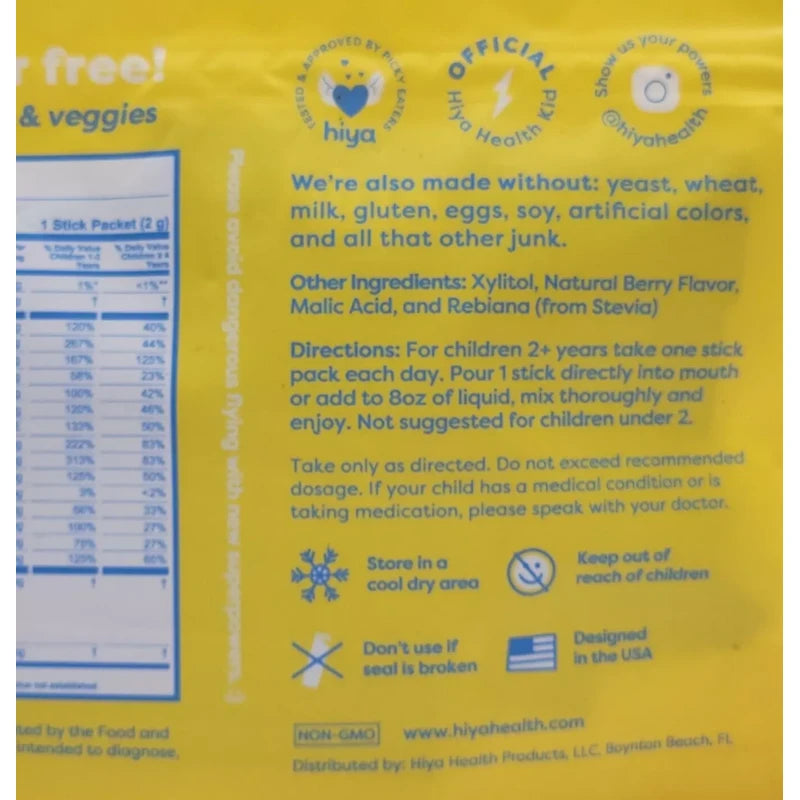 r free!
& veggies
TESTED & APPROVED BY PICKY EATERS
hiya
OFFICIAL
Hiya Health Kid
Show us your powers
@hiyahealth
We're also made without: yeast, wheat,
milk, gluten, eggs, soy, artificial colors,
and all that other junk.
Other Ingredients: Xylitol, Natural Berry Flavor,
Malic Acid, and Rebiana (from Stevia)
Directions: For children 2+ years take one stick
pack each day. Pour 1 stick directly into mouth
or add to 8oz of liquid, mix thoroughly and
enjoy. Not suggested for children under 2.
Take only as directed. Do not exceed recommended
dosage. If your child has a medical condition or is
taking medication, please speak with your doctor.
Store in a
cool dry area
Keep out of
reach of children
Don't use if
seal is broken
Designed
in the USA
NON-GMO www.hiyahealth.com
Distributed by: Hiya Health Products, LLC, Boynton Beach, FL
Please avoid dangerous flying with new superpowers. :)
1 Stick Packet (2 g)
% Daily Value % Daily Value
Children 1-3 Children ≥ 4
Years Years
1%* <1%**
† †
120% 40%
267% 44%
167% 125%
58% 23%
100% 42%
120% 46%
133% 50%
222% 83%
313% 83%
125% 50%
3% <2%
56% 33%
100% 27%
78% 27%
125% 66%
† †
† †
not established
ted by the Food and
intended to diagnose,